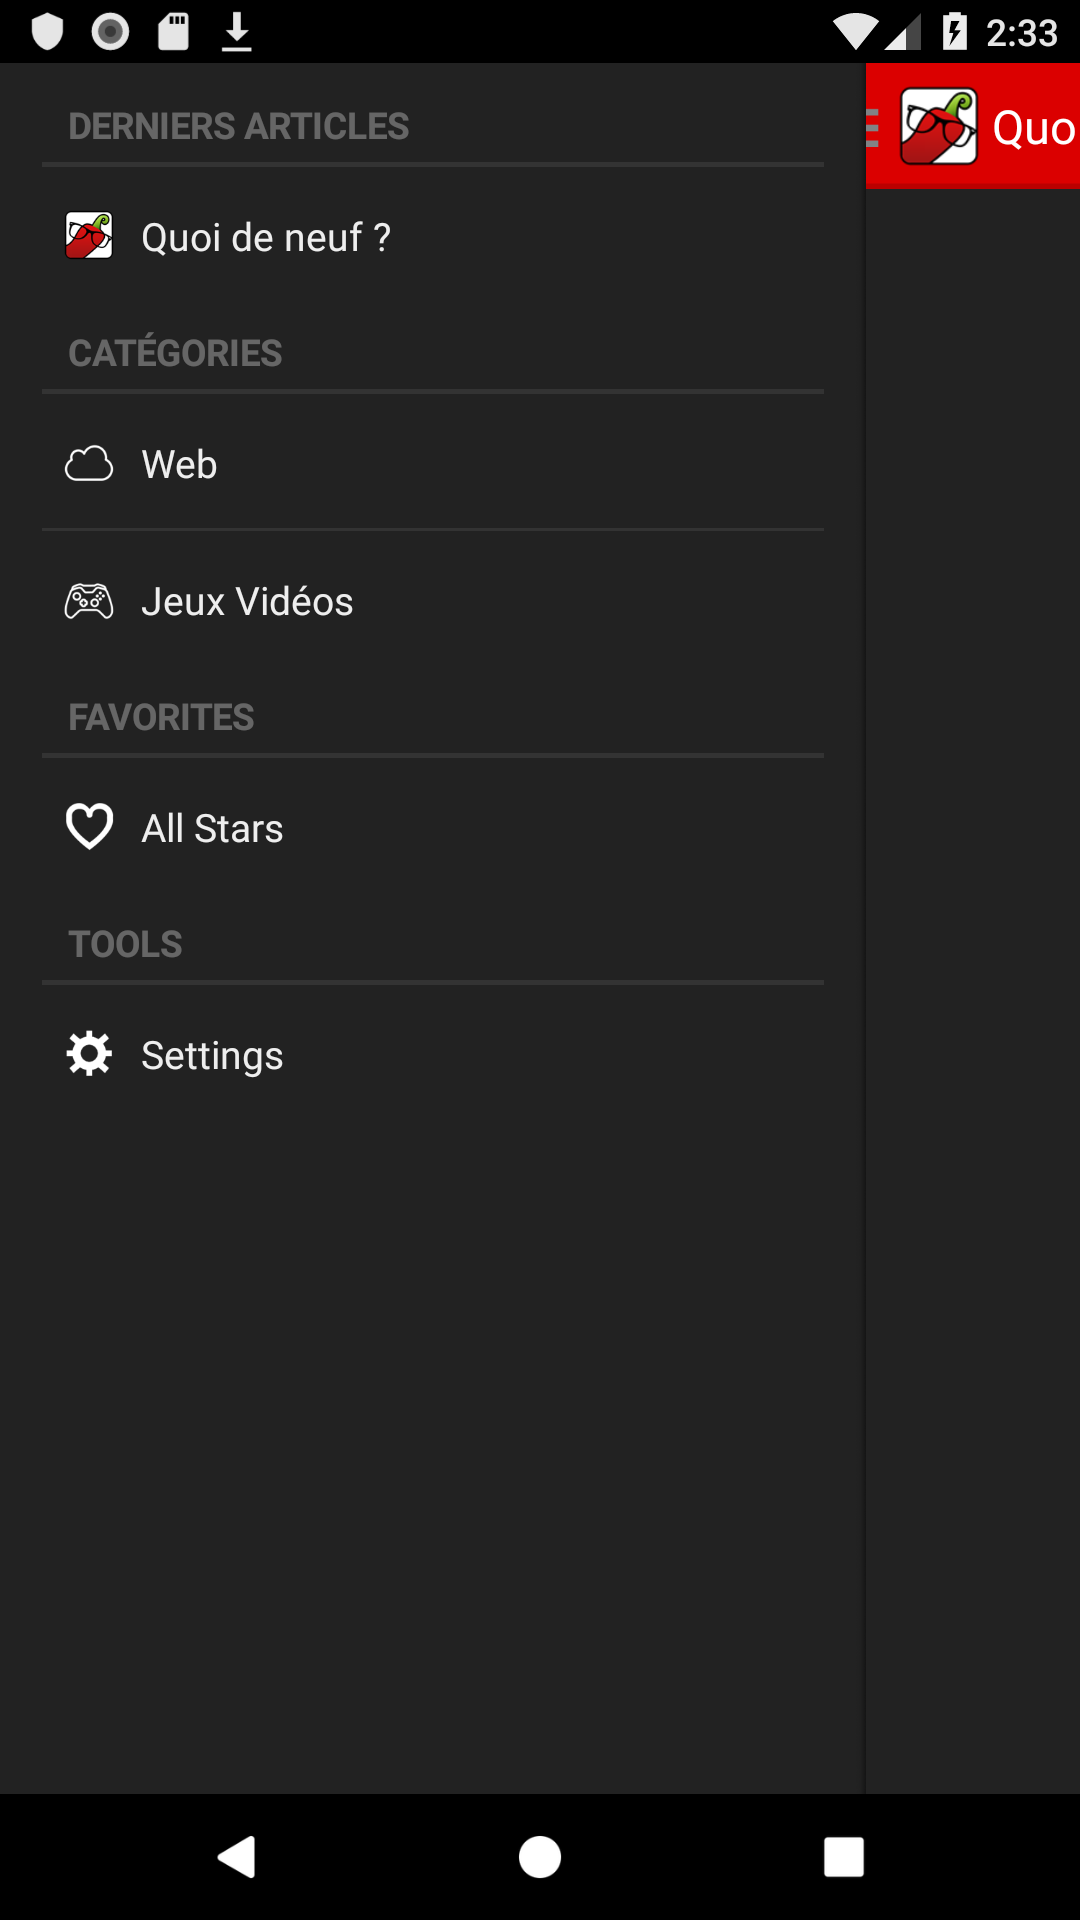 2:33
DERNIERS ARTICLES
Quo
Quoi de neuf ?
CATÉGORIES
Web
Jeux Vidéos
FAVORITES
All Stars
TOOLS
Settings